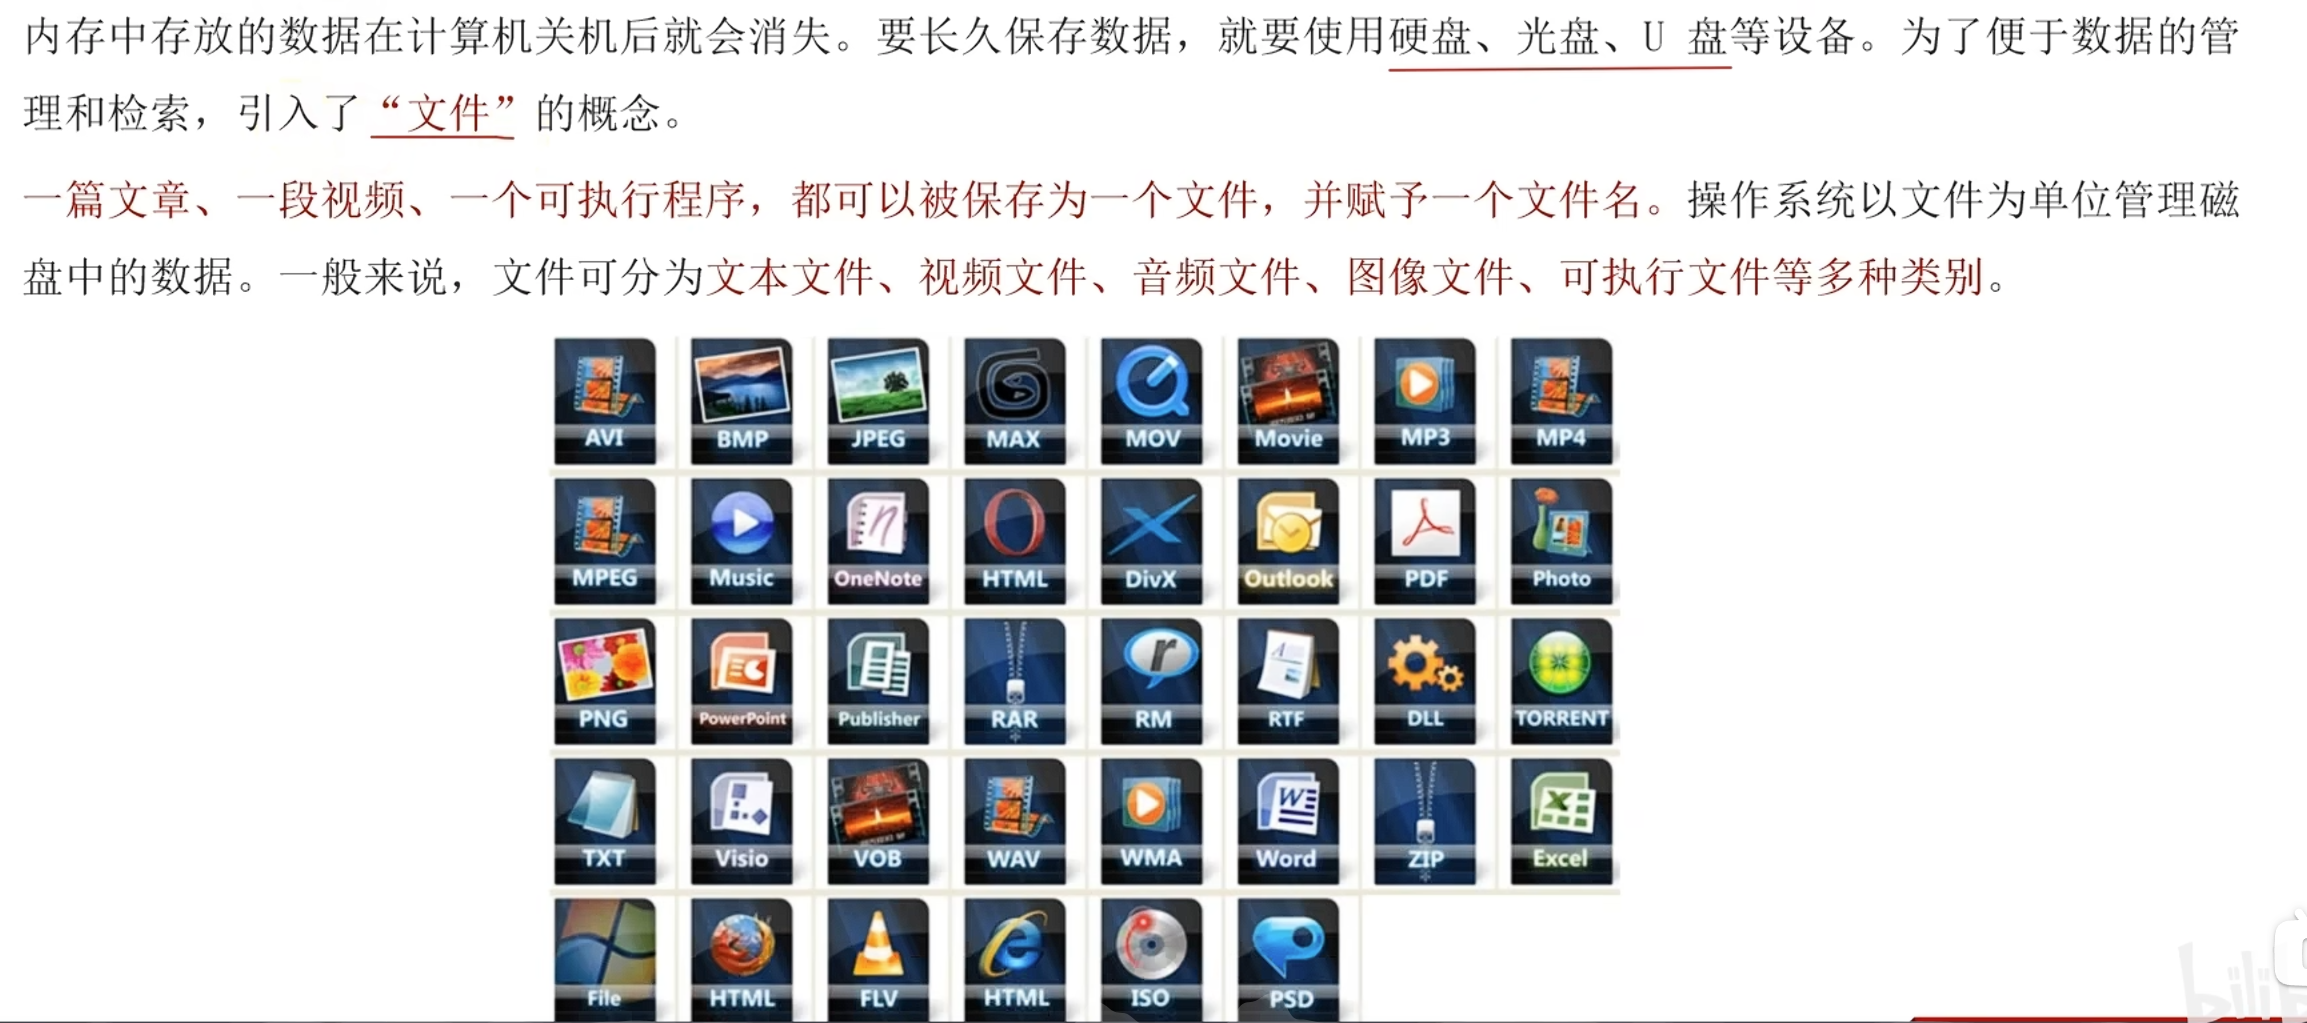 内存中存放的数据在计算机关机后就会消失。要长久保存数据，就要使用硬盘、光盘、U 盘等设备。为了便于数据的管
理和检索，引入了“文件”的概念。
一篇文章、一段视频、一个可执行程序，都可以被保存为一个文件，并赋予一个文件名。操作系统以文件为单位管理磁
盘中的数据。一般来说，文件可分为文本文件、视频文件、音频文件、图像文件、可执行文件等多种类别。
AVI BMP JPEG MAX MOV Movie MP3 MP4
MPEG Music OneNote HTML DivX Outlook PDF Photo
PNG PowerPoint Publisher RAR RM RTF DLL TORRENT
TXT Visio VOB WAV WMA Word ZIP Excel
File HTML FLV HTML ISO PSD